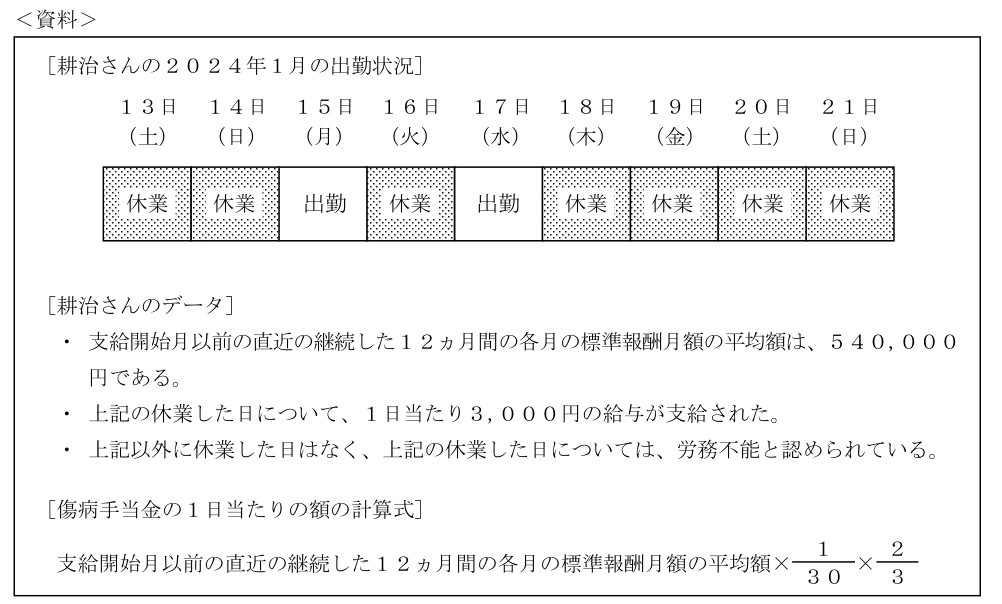 ＜資料＞
［耕治さんの２０２４年１月の出勤状況］
１３日 １４日 １５日 １６日 １７日 １８日 １９日 ２０日 ２１日
（土） （日） （月） （火） （水） （木） （金） （土） （日）
休業 休業 出勤 休業 出勤 休業 休業 休業 休業
［耕治さんのデータ］
・ 支給開始月以前の直近の継続した１２ヵ月間の各月の標準報酬月額の平均額は、５４０,０００
円である。
・ 上記の休業した日について、１日当たり３,０００円の給与が支給された。
・ 上記以外に休業した日はなく、上記の休業した日については、労務不能と認められている。
［傷病手当金の１日当たりの額の計算式］
支給開始月以前の直近の継続した１２ヵ月間の各月の標準報酬月額の平均額×１/３０×２/３